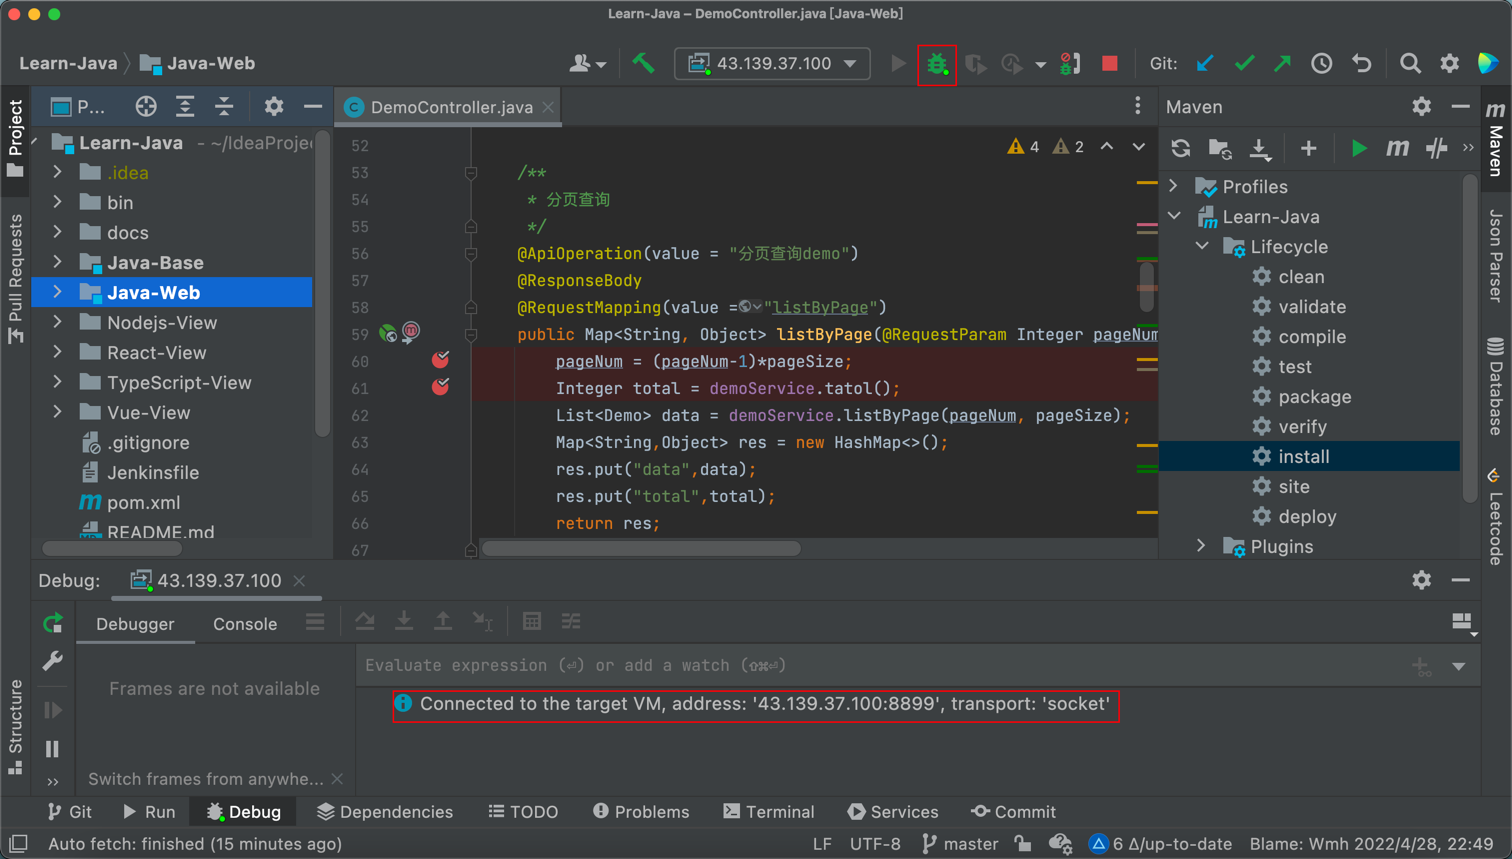 Learn-Java – DemoController.java [Java-Web]
Learn-Java
Java-Web
43.139.37.100
Git:
Project
Pull Requests
Structure
P...
Learn-Java - ~/IdeaProje
.idea
bin
docs
Java-Base
Java-Web
Nodejs-View
React-View
TypeScript-View
Vue-View
.gitignore
Jenkinsfile
pom.xml
README.md
DemoController.java
4 2
52
53 /**
54 * 分页查询
55 */
56 @ApiOperation(value = "分页查询demo")
57 @ResponseBody
58 @RequestMapping(value = "listByPage")
59 public Map<String, Object> listByPage(@RequestParam Integer pageNum
60 pageNum = (pageNum-1)*pageSize;
61 Integer total = demoService.tatol();
62 List<Demo> data = demoService.listByPage(pageNum, pageSize);
63 Map<String,Object> res = new HashMap<>();
64 res.put("data",data);
65 res.put("total",total);
66 return res;
67
Maven
Profiles
Learn-Java
Lifecycle
clean
validate
compile
test
package
verify
install
site
deploy
Plugins
Maven
Json Parser
Database
Leetcode
Debug: 43.139.37.100
Debugger
Console
Evaluate expression (⏎) or add a watch (⇧⌘⏎)
Frames are not available
Connected to the target VM, address: '43.139.37.100:8899', transport: 'socket'
Switch frames from anywhe...
Git
Run
Debug
Dependencies
TODO
Problems
Terminal
Services
Commit
Auto fetch: finished (15 minutes ago)
LF
UTF-8
master
6 Δ/up-to-date
Blame: Wmh 2022/4/28, 22:49